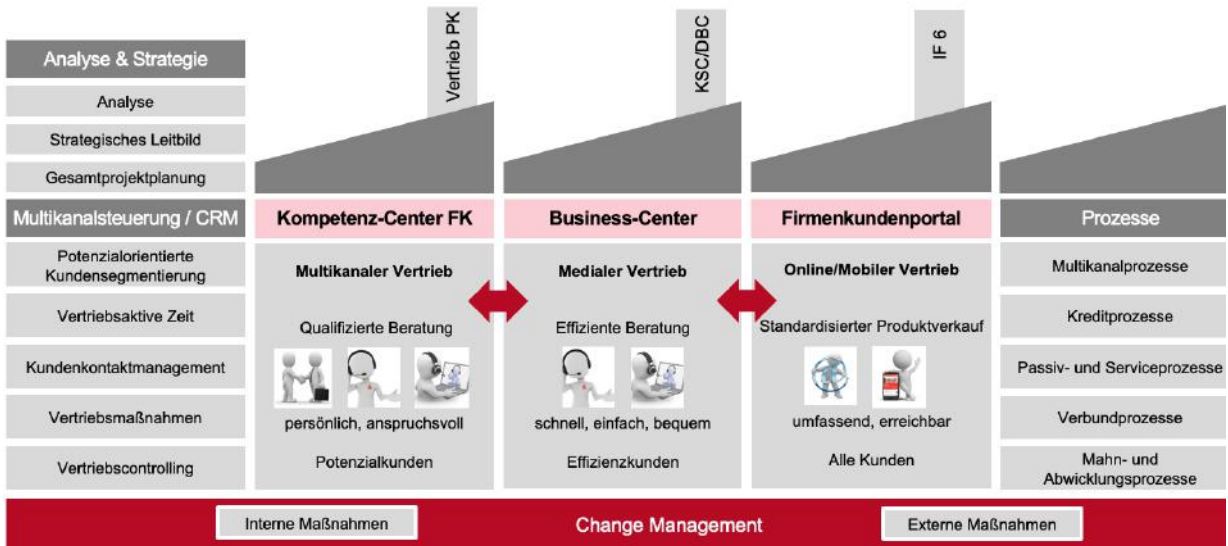 Analyse & Strategie
Analyse
Strategisches Leitbild
Gesamtprojektplanung
Vertrieb PK
KSC/DBC
IF 6
Multikanalsteuerung / CRM
Potenzialorientierte
Kundensegmentierung
Vertriebsaktive Zeit
Kundenkontaktmanagement
Vertriebsmaßnahmen
Vertriebscontrolling
Kompetenz-Center FK
Multikanaler Vertrieb
Qualifizierte Beratung
persönlich, anspruchsvoll
Potenzialkunden
Business-Center
Medialer Vertrieb
Effiziente Beratung
schnell, einfach, bequem
Effizienzkunden
Firmenkundenportal
Online/Mobiler Vertrieb
Standardisierter Produktverkauf
umfassend, erreichbar
Alle Kunden
Prozesse
Multikanalprozesse
Kreditprozesse
Passiv- und Serviceprozesse
Verbundprozesse
Mahn- und
Abwicklungsprozesse
Interne Maßnahmen
Change Management
Externe Maßnahmen